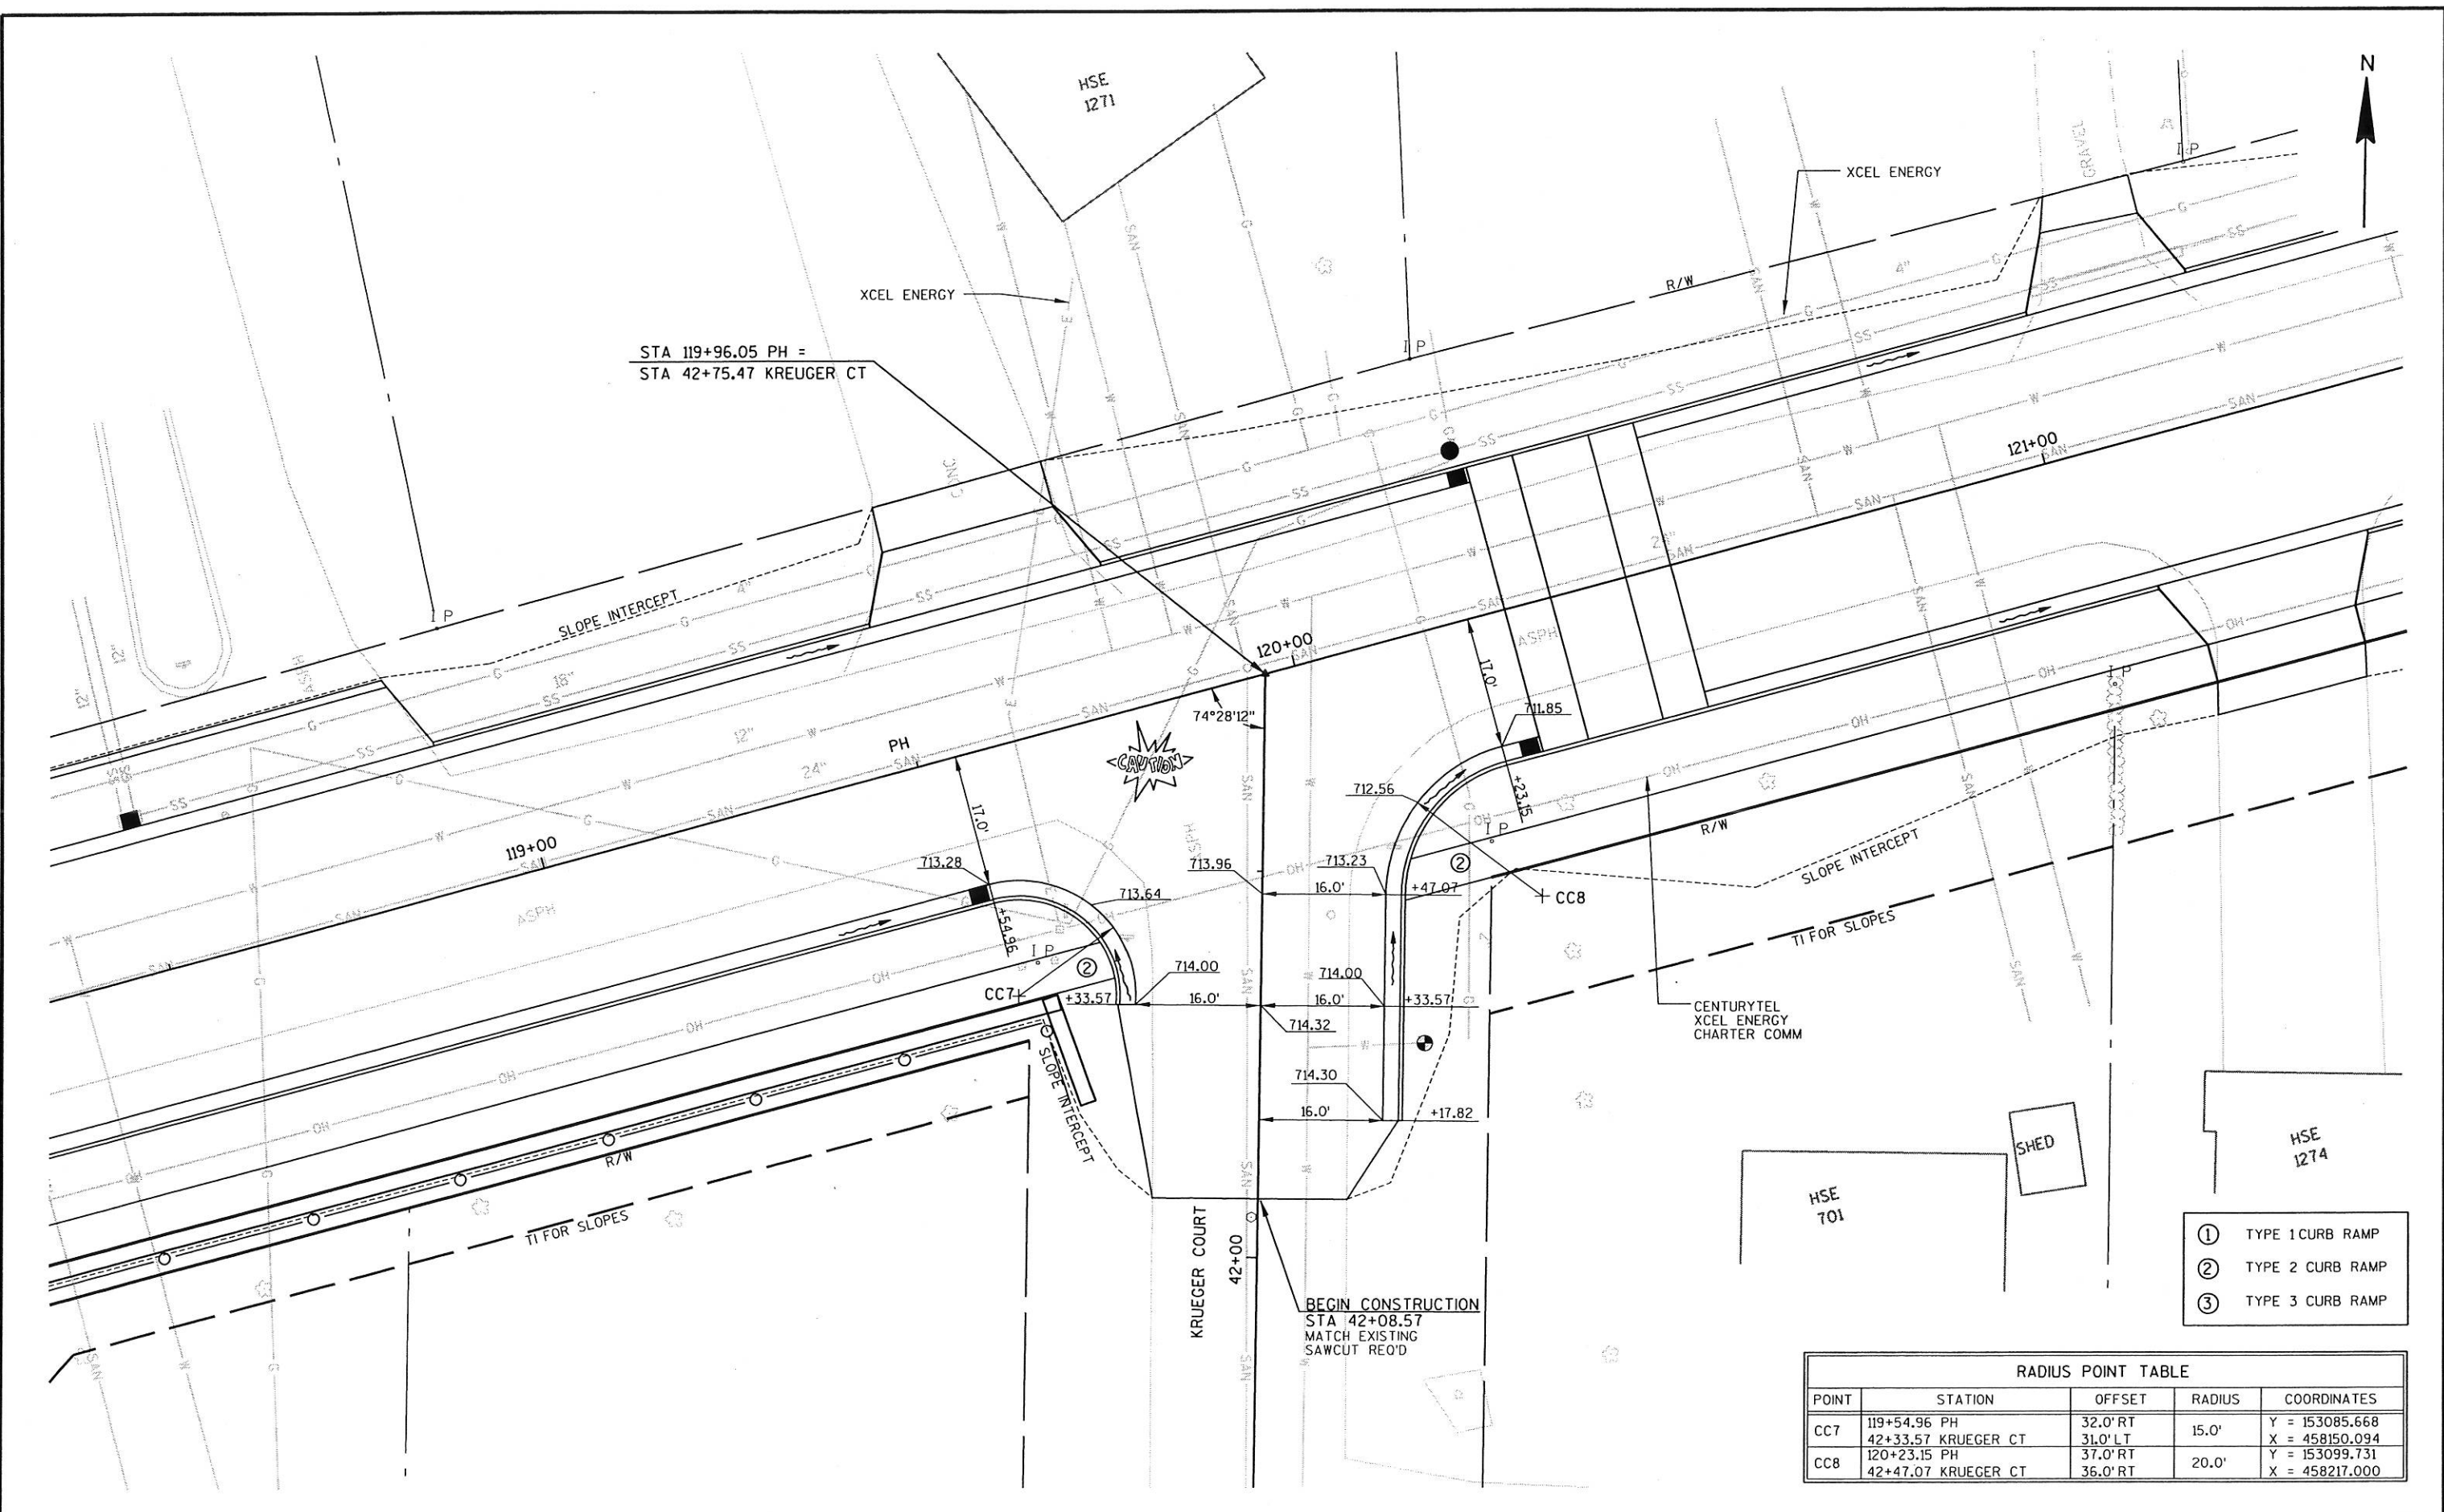 N
HSE
1271
XCEL ENERGY
I P
GRAVEL
R/W
4"
XCEL ENERGY
STA 119+96.05 PH =
STA 42+75.47 KREUGER CT
I P
CONC
121+00
I P
SLOPE INTERCEPT
4"
18"
12"
12"
ASPH
120+00
ASPH
17.0'
711.85
74°28'12"
PH
12"
24"
CAUTION
+23.15
712.56
I P
I P
R/W
119+00
17.0'
713.28
713.64
713.96
713.23
16.0'
+47.07
2
CC8
SLOPE INTERCEPT
ASPH
ASPH
+54.96
I P
2
CC7
+33.57
714.00
16.0'
714.00
16.0'
+33.57
714.32
2"
TI FOR SLOPES
CENTURYTEL
XCEL ENERGY
CHARTER COMM
SLOPE INTERCEPT
714.30
16.0'
+17.82
R/W
TI FOR SLOPES
KRUEGER COURT
42+00
BEGIN CONSTRUCTION
STA 42+08.57
MATCH EXISTING
SAWCUT REQ'D
HSE
701
SHED
HSE
1274
1 TYPE 1 CURB RAMP
2 TYPE 2 CURB RAMP
3 TYPE 3 CURB RAMP
RADIUS POINT TABLE
POINT STATION OFFSET RADIUS COORDINATES
CC7 119+54.96 PH 32.0' RT 15.0' Y = 153085.668
42+33.57 KRUEGER CT 31.0' LT X = 458150.094
CC8 120+23.15 PH 37.0' RT 20.0' Y = 153099.731
42+47.07 KRUEGER CT 36.0' RT X = 458217.000